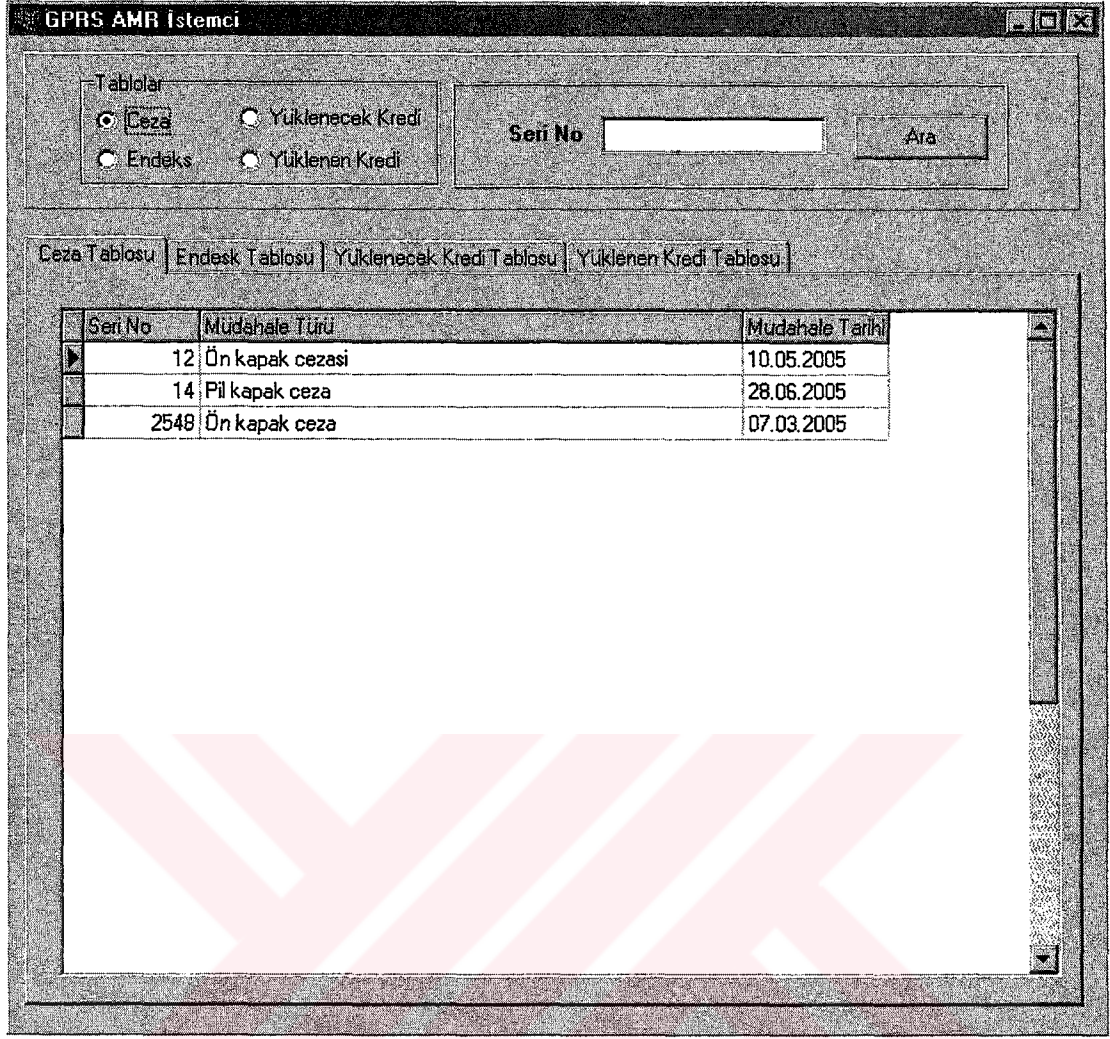 GPRS AMR İstemci
Tablolar
Ceza Yüklenecek Kredi
Endeks Yüklenen Kredi
Seri No Ara
Ceza Tablosu Endesk Tablosu Yüklenecek Kredi Tablosu Yüklenen Kredi Tablosu
Seri No Müdahale Türü Müdahale Tarihi
12 Ön kapak cezasi 10.05.2005
14 Pil kapak ceza 28.06.2005
2548 Ön kapak ceza 07.03.2005